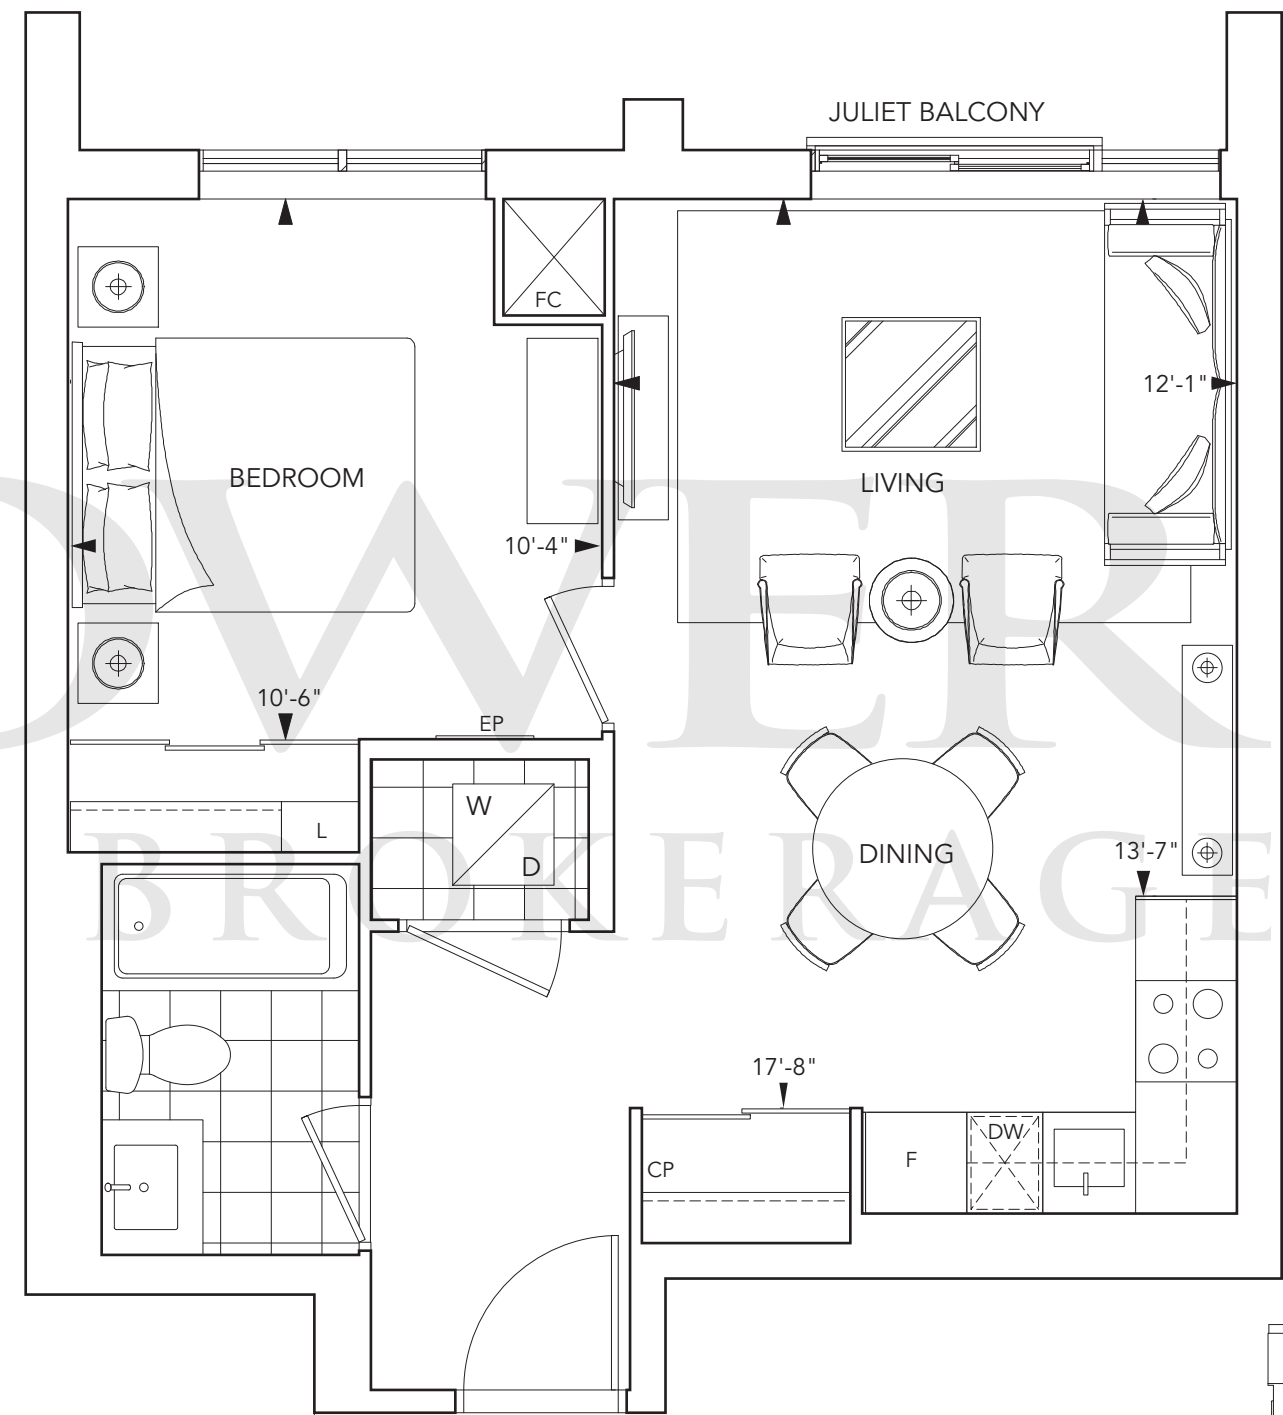 JULIET BALCONY
FC
12'-1"
BEDROOM
LIVING
10'-4"
OWER
10'-6"
EP
W
D
L
DINING
13'-7"
BROKERAGE
17'-8"
DW
F
CP